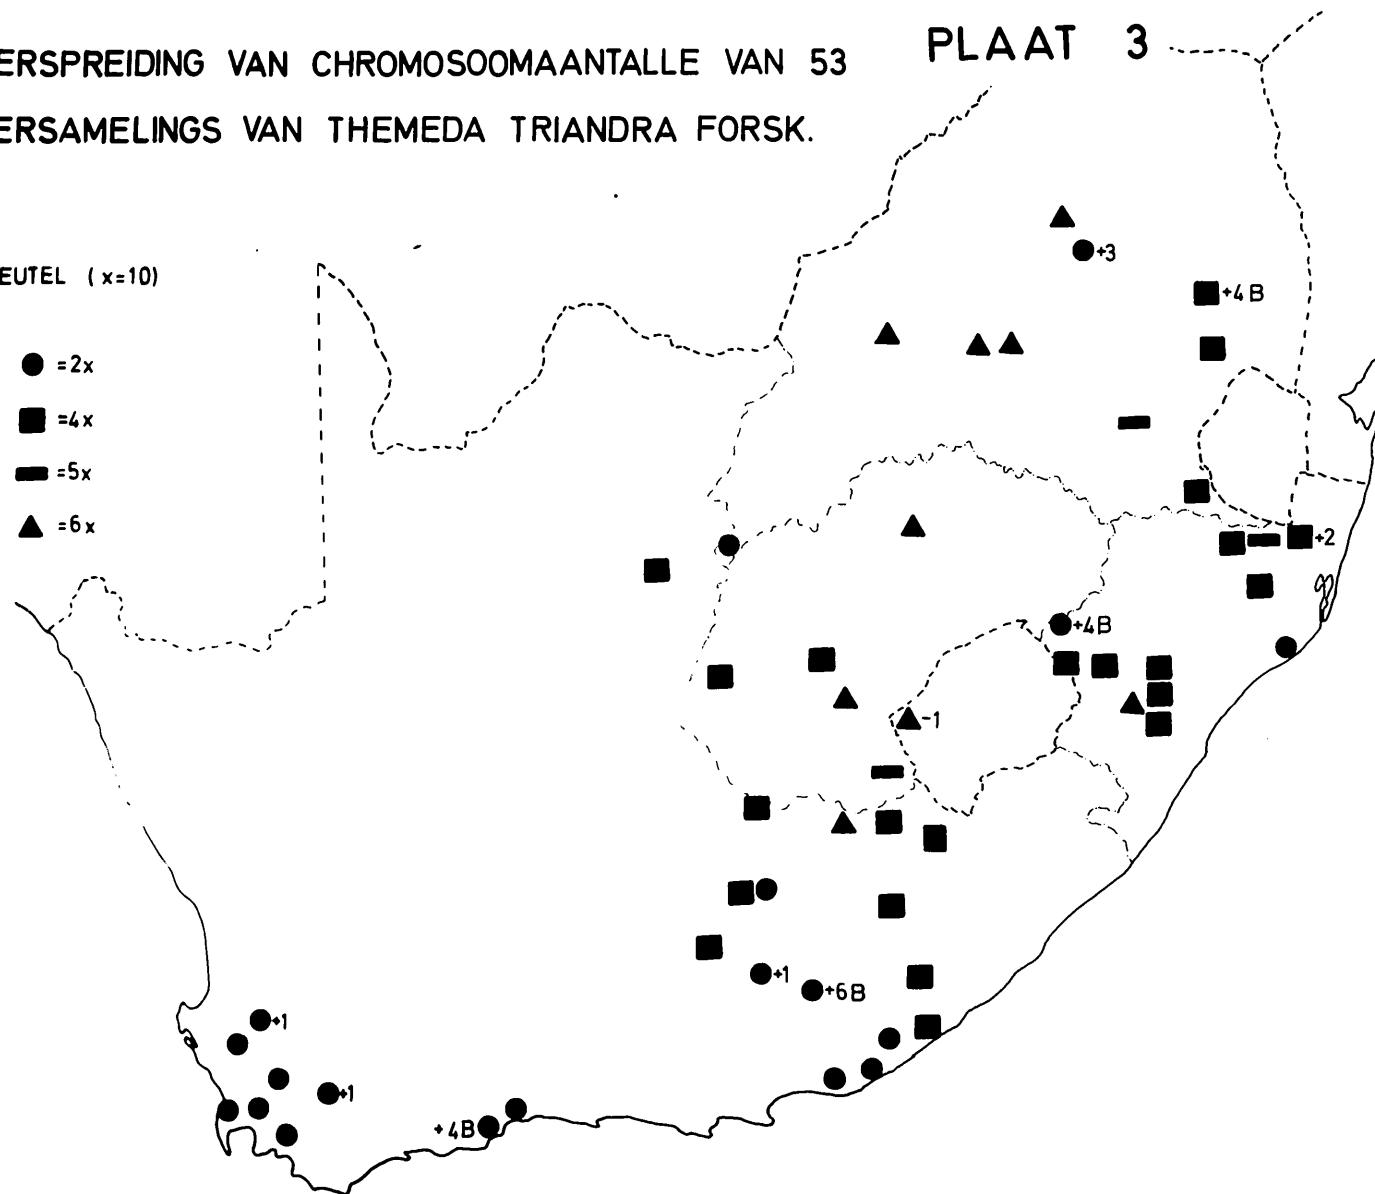 ERSPREIDING VAN CHROMOSOOMAANTALLE VAN 53
PLAAT 3
ERSAMELINGS VAN THEMEDA TRIANDRA FORSK.
EUTEL (x=10)
=2x
=4x
=5x
=6x
+3
+4B
+2
+4B
-1
+1
+6B
+1
+1
+4B